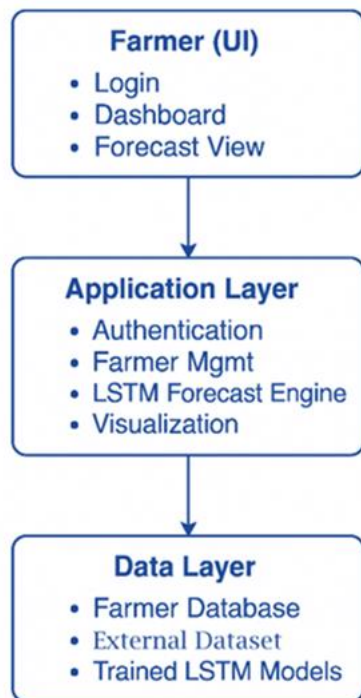 Farmer (UI)
• Login
• Dashboard
• Forecast View
Application Layer
• Authentication
• Farmer Mgmt
• LSTM Forecast Engine
• Visualization
Data Layer
• Farmer Database
• External Dataset
• Trained LSTM Models